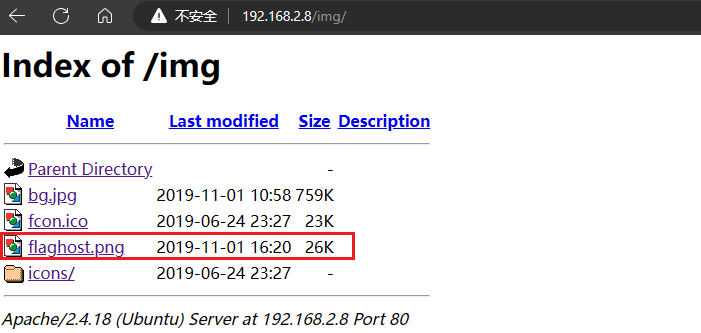 不安全 192.168.2.8/img/
Index of /img
Name Last modified Size Description
Parent Directory -
bg.jpg 2019-11-01 10:58 759K
fcon.ico 2019-06-24 23:27 23K
flaghost.png 2019-11-01 16:20 26K
icons/ 2019-06-24 23:27 -
Apache/2.4.18 (Ubuntu) Server at 192.168.2.8 Port 80